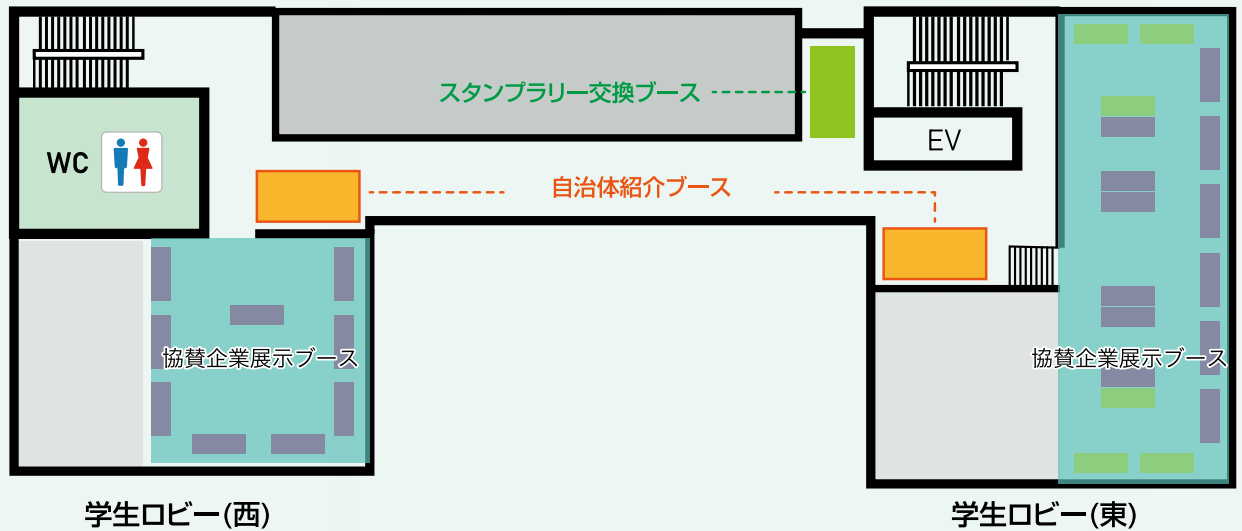 スタンプラリー交換ブース
EV
WC
自治体紹介ブース
協賛企業展示ブース
協賛企業展示ブース
学生ロビー(西)
学生ロビー(東)